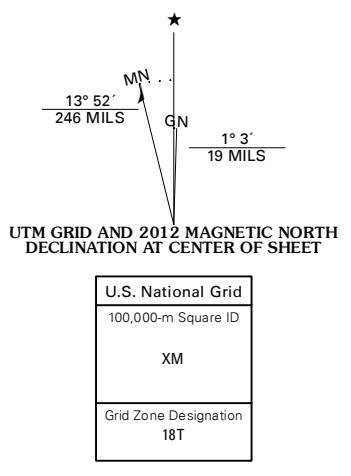 MN
13° 52´
246 MILS
GN
1° 3´
19 MILS
UTM GRID AND 2012 MAGNETIC NORTH
DECLINATION AT CENTER OF SHEET
U.S. National Grid
100,000-m Square ID
XM
Grid Zone Designation
18T